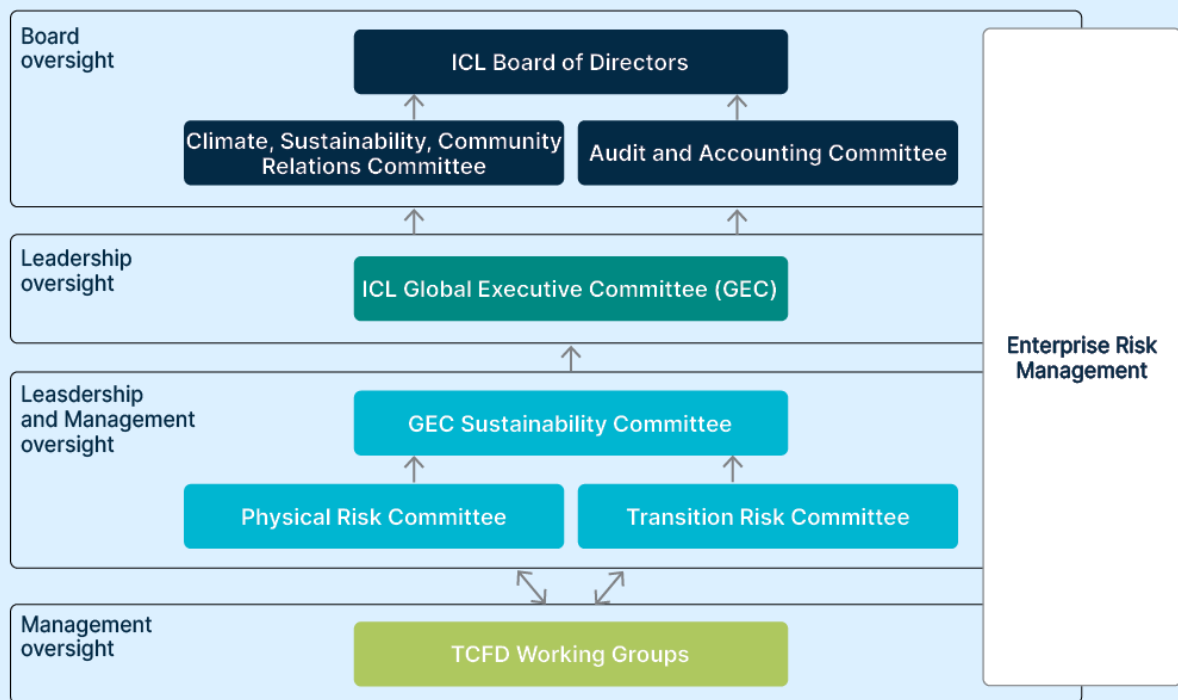 Board
oversight
ICL Board of Directors
Climate, Sustainability, Community
Relations Committee
Audit and Accounting Committee
Leadership
oversight
ICL Global Executive Committee (GEC)
Enterprise Risk
Management
Leasdership
and Management
oversight
GEC Sustainability Committee
Physical Risk Committee
Transition Risk Committee
Management
oversight
TCFD Working Groups